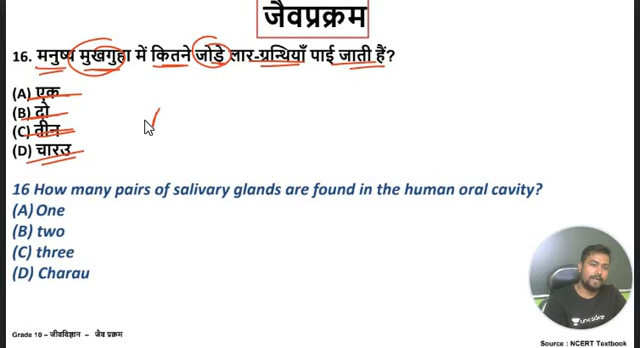 जैवप्रक्रम
16. मनुष्य मुखगुहा में कितने जोड़े लार-ग्रन्थियाँ पाई जाती हैं?
(A) एक
(B) दो
(C) तीन
(D) चारउ
16 How many pairs of salivary glands are found in the human oral cavity?
(A) One
(B) two
(C) three
(D) Charau
Grade 10 – जीवविज्ञान – जैव प्रक्रम
Source : NCERT Textbook